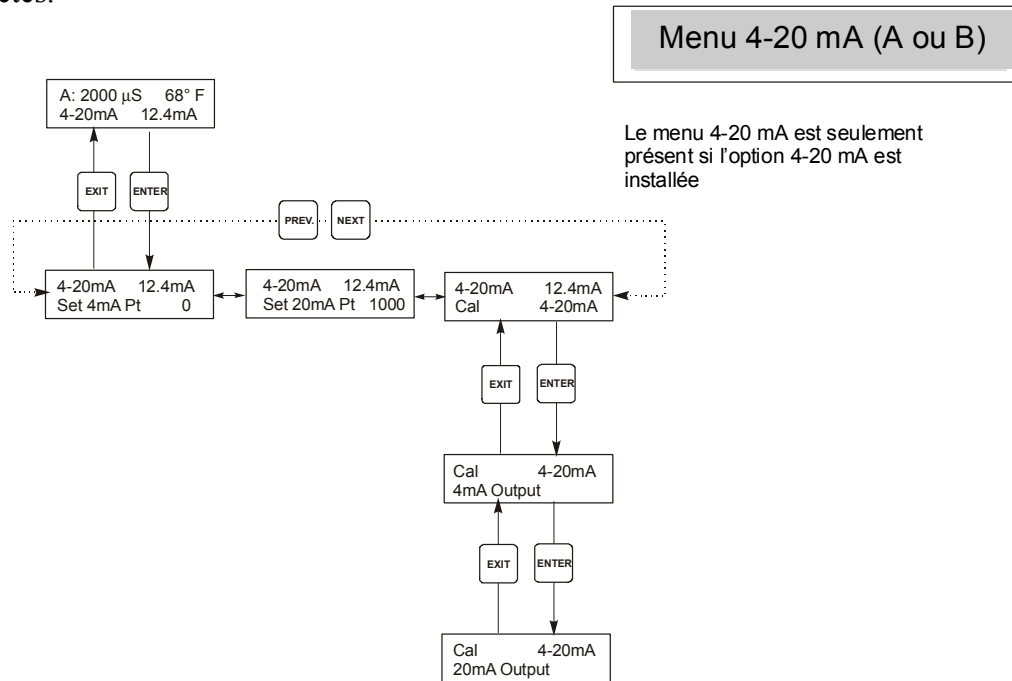 Menu 4-20 mA (A ou B)
Le menu 4-20 mA est seulement
présent si l'option 4-20 mA est
installée
A: 2000 µS 68° F
4-20mA 12.4mA
EXIT ENTER
PREV. NEXT
4-20mA 12.4mA
Set 4mA Pt 0
4-20mA 12.4mA
Set 20mA Pt 1000
4-20mA 12.4mA
Cal 4-20mA
EXIT ENTER
Cal 4-20mA
4mA Output
EXIT ENTER
Cal 4-20mA
20mA Output